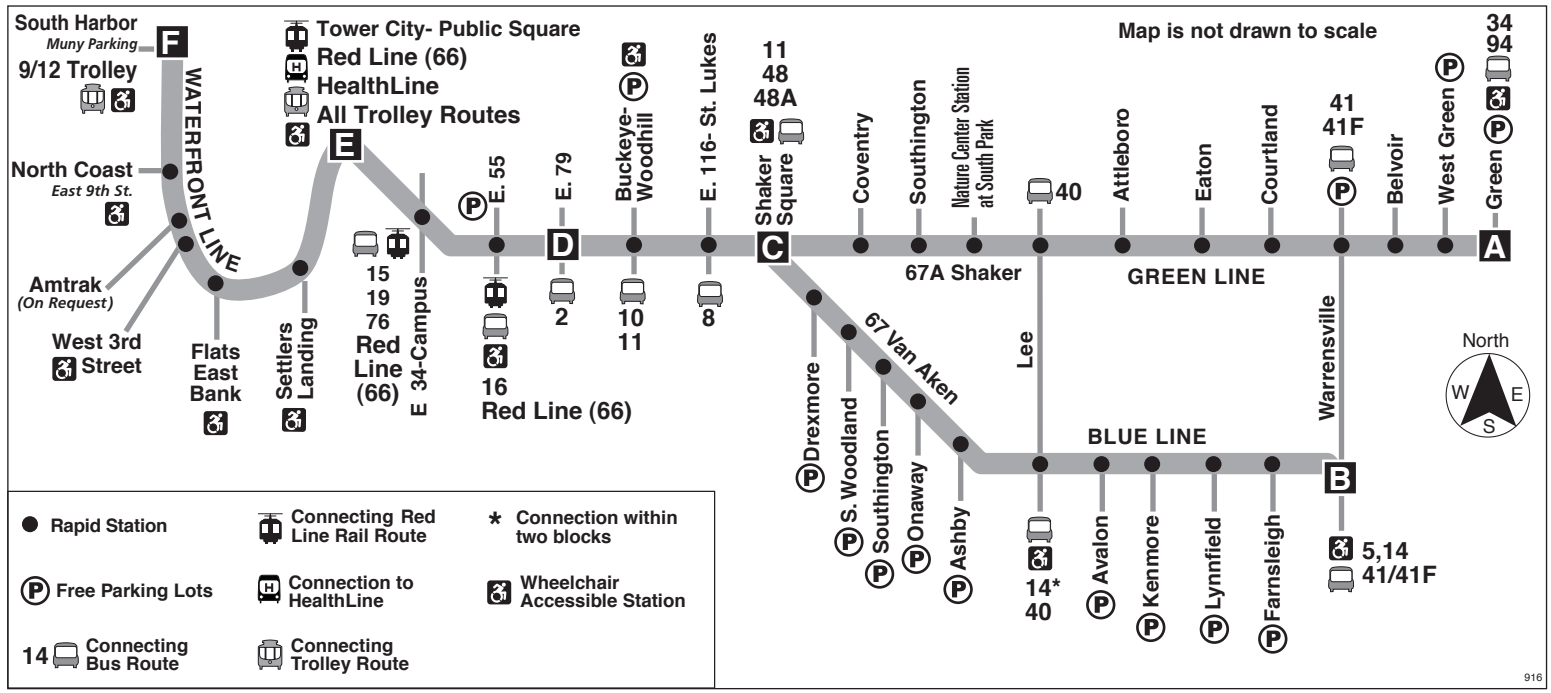 South Harbor
Muny Parking
9/12 Trolley
F
WATERFRONT LINE
North Coast
East 9th St.
Amtrak
(On Request)
West 3rd
Street
Flats
East
Bank
Settlers
Landing
Tower City- Public Square
Red Line (66)
HealthLine
All Trolley Routes
E
15
19
76
Red
Line
(66)
E 34-Campus
P
E. 55
16
Red Line (66)
E. 79
D
2
P
Buckeye-
Woodhill
10
11
E. 116- St. Lukes
8
11
48
48A
Shaker
Square
C
Coventry
Southington
Nature Center Station
at South Park
67A Shaker
40
Lee
Attleboro
Eaton
Courtland
GREEN LINE
Map is not drawn to scale
41
41F
P
Warrensville
Belvoir
West Green P
34
94
P
Green
A
67 Van Aken
P Drexmore
P S. Woodland
P Southington
P Onaway
P Ashby
BLUE LINE
14*
40
P Avalon
P Kenmore
P Lynnfield
P Farnsleigh
B
5,14
41/41F
North
W
E
S
Rapid Station
P Free Parking Lots
14
Connecting
Bus Route
Connecting Red
Line Rail Route
H Connection to
HealthLine
Connecting
Trolley Route
* Connection within
two blocks
Wheelchair
Accessible Station
916